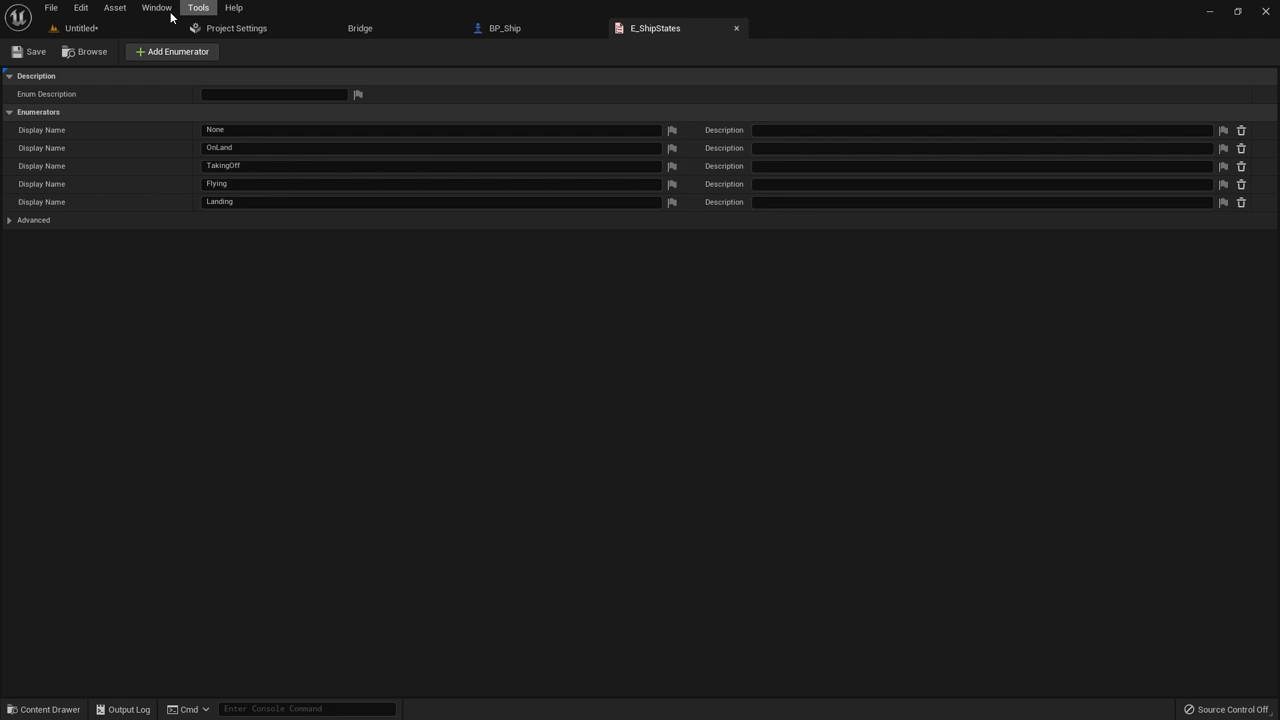 File Edit Asset Window Tools Help
Untitled* Project Settings Bridge BP_Ship E_ShipStates
Save Browse Add Enumerator
Description
Enum Description
Enumerators
Display Name None Description
Display Name OnLand Description
Display Name TakingOff Description
Display Name Flying Description
Display Name Landing Description
Advanced
Content Drawer Output Log Cmd Enter Console Command Source Control Off